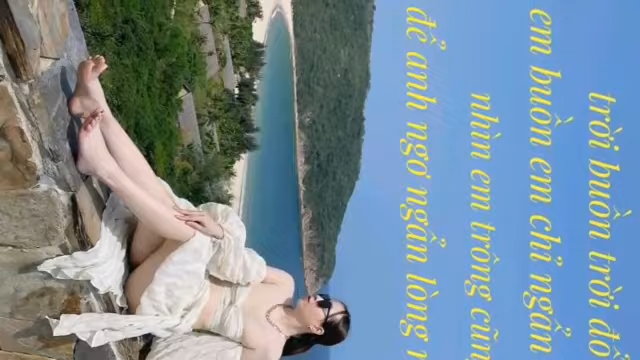 trời buồn trời đổ
em buồn em chỉ ngẩn
nhìn em trông cũng
để anh ngơ ngẩn lòng